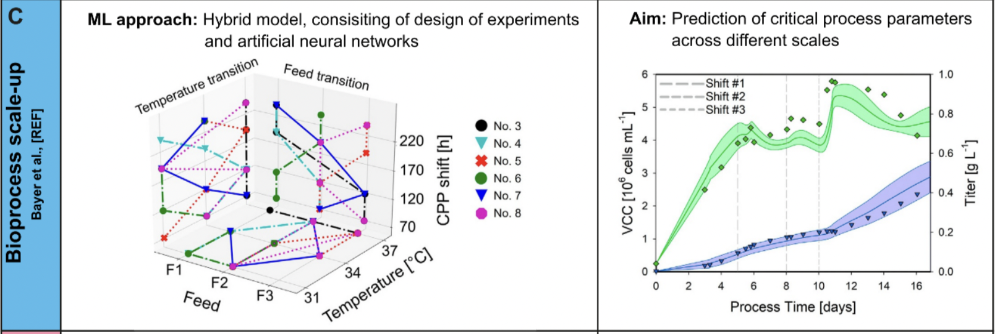 C
Bioprocess scale-up
Bayer et al., [REF]
ML approach: Hybrid model, consisiting of design of experiments
and artificial neural networks
Temperature transition
Feed transition
220
170
120
70
CPP shift [h]
37
34
31
Temperature [°C]
F1
F2
F3
Feed
No. 3
No. 4
No. 5
No. 6
No. 7
No. 8
Aim: Prediction of critical process parameters
across different scales
Shift #1
Shift #2
Shift #3
6
5
4
3
2
1
0
VCC [10⁶ cells mL⁻¹]
1.0
0.8
0.6
0.4
0.2
0.0
Titer [g L⁻¹]
0 2 4 6 8 10 12 14 16
Process Time [days]